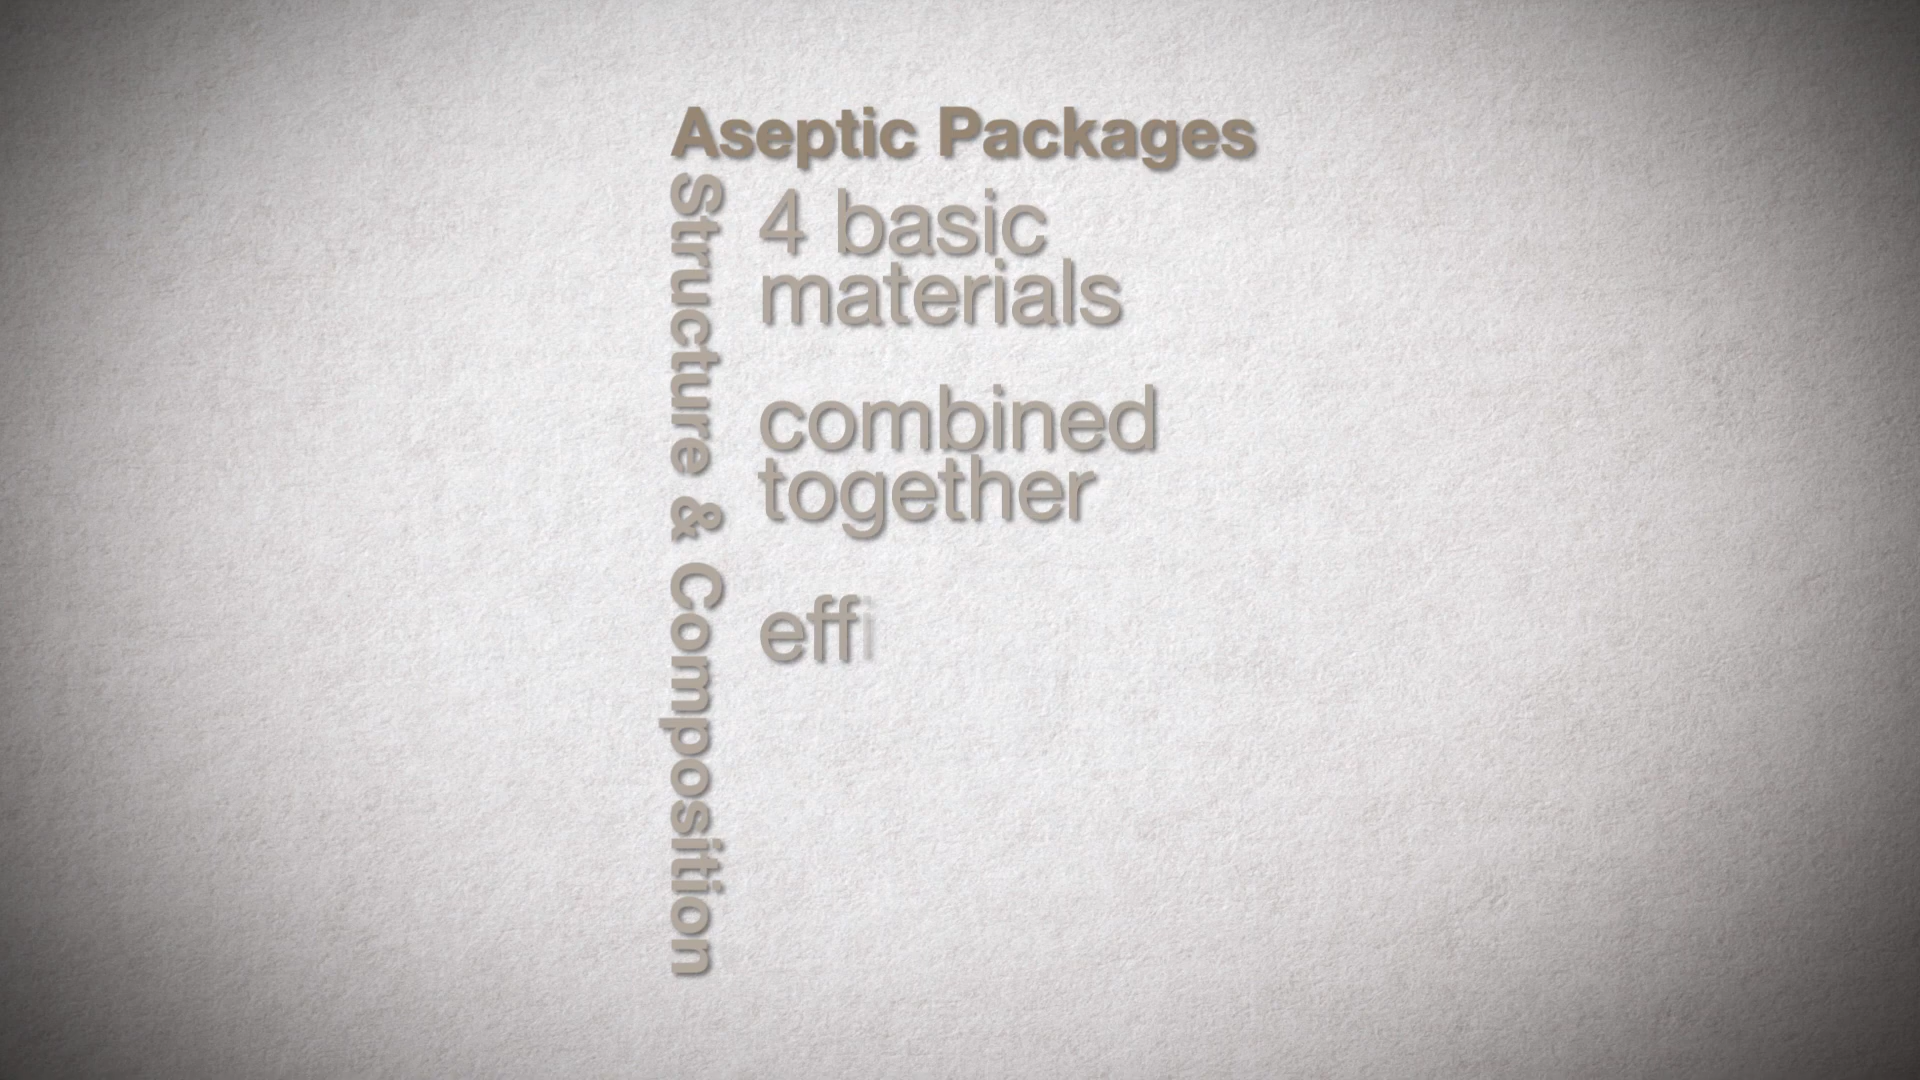 Aseptic Packages
Structure & Composition
4 basic
materials
combined
together
effi